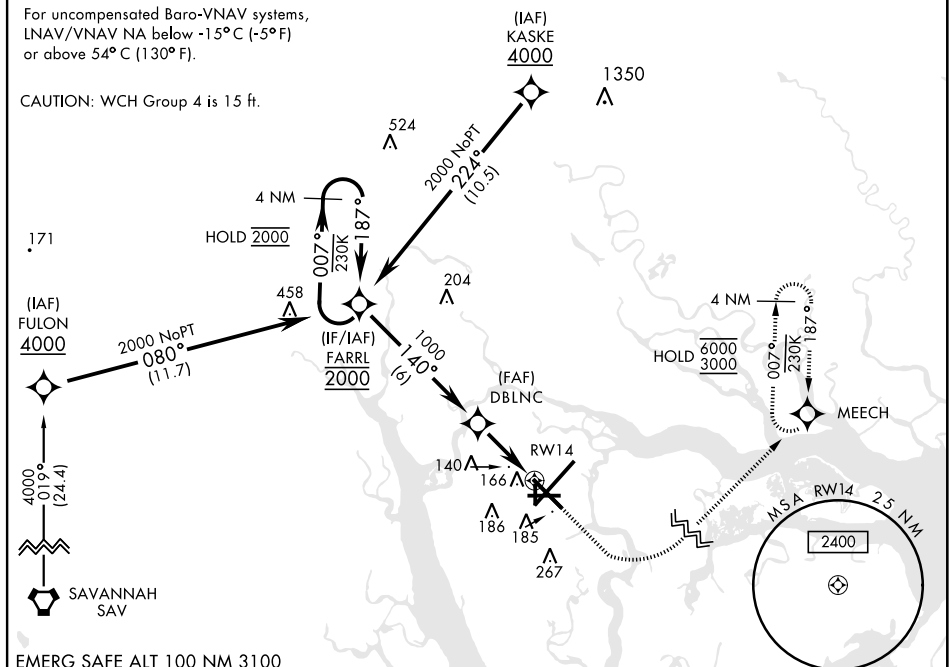 For uncompensated Baro-VNAV systems,
LNAV/VNAV NA below -15°C (-5°F)
or above 54°C (130°F).
CAUTION: WCH Group 4 is 15 ft.
(IAF)
KASKE
4000
1350
524
2000 NoPT
224°
(10.5)
4 NM
HOLD 2000
007°
230K
187°
171
458
204
(IAF)
FULON
4000
2000 NoPT
080°
(11.7)
(IF/IAF)
FARRL
2000
1000
140°
(6)
(FAF)
DBLNC
4 NM
HOLD 6000
3000
007°
230K
187°
MEECH
RW14
140
166
186
185
267
4000
019°
(24.4)
SAVANNAH
SAV
MSA RW14 25 NM
2400
EMERG SAFE ALT 100 NM 3100